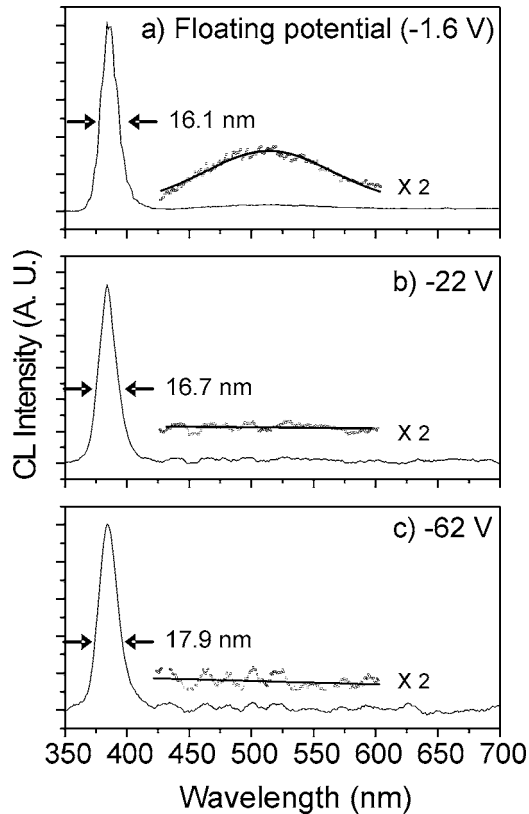 a) Floating potential (-1.6 V)
16.1 nm
X 2
b) -22 V
16.7 nm
X 2
c) -62 V
17.9 nm
X 2
CL Intensity (A. U.)
350 400 450 500 550 600 650 700
Wavelength (nm)